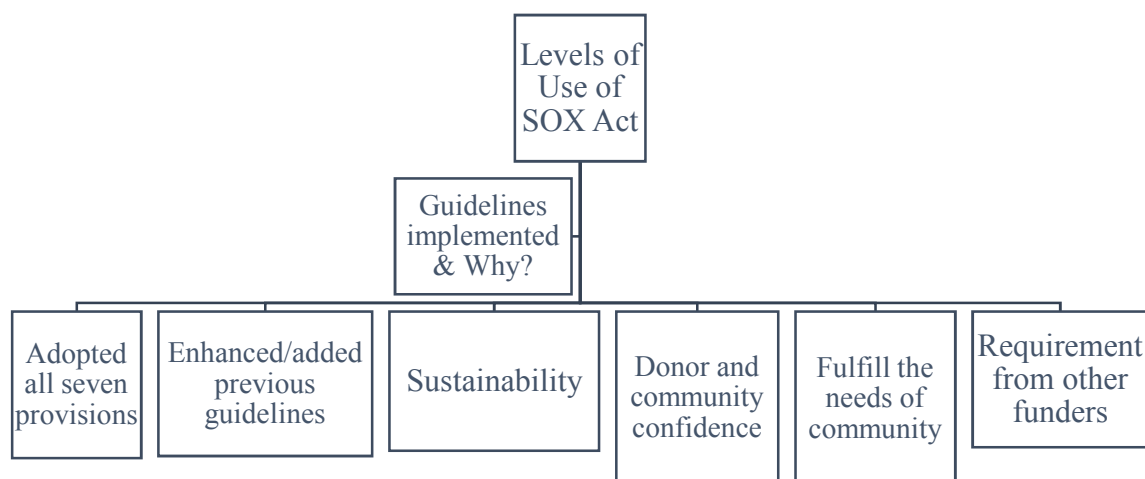 Levels of
Use of
SOX Act
Guidelines
implemented
& Why?
Adopted
all seven
provisions
Enhanced/added
previous
guidelines
Sustainability
Donor and
community
confidence
Fulfill the
needs of
community
Requirement
from other
funders